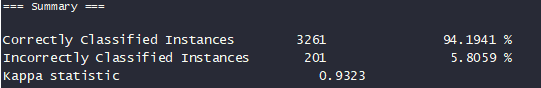 === Summary ===
Correctly Classified Instances 3261 94.1941 %
Incorrectly Classified Instances 201 5.8059 %
Kappa statistic 0.9323